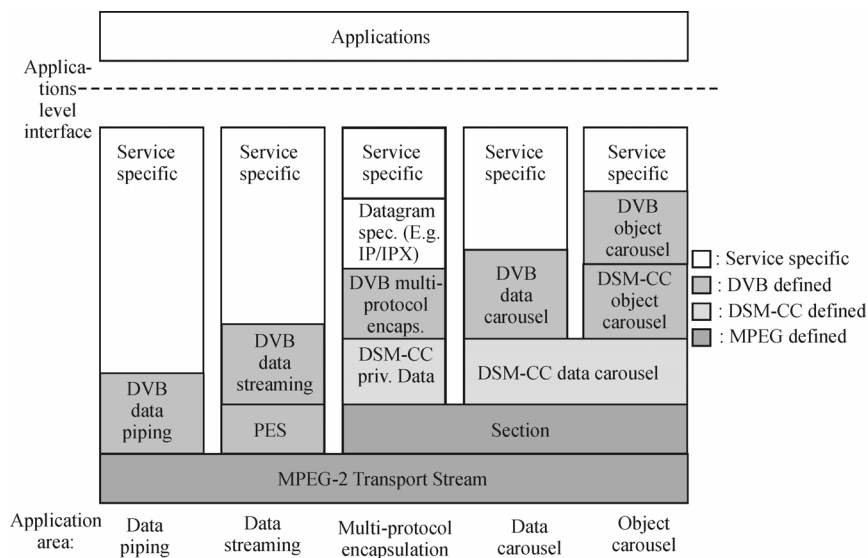 Applications
Applica-
tions
level
interface
Service
specific
DVB
data
piping
Service
specific
DVB
data
streaming
PES
Service
specific
Datagram
spec. (E.g.
IP/IPX)
DVB multi-
protocol
encaps.
DSM-CC
priv. Data
Service
specific
DVB
data
carousel
Service
specific
DVB
object
carousel
DSM-CC
object
carousel
DSM-CC data carousel
Section
MPEG-2 Transport Stream
: Service specific
: DVB defined
: DSM-CC defined
: MPEG defined
Application
area:
Data
piping
Data
streaming
Multi-protocol
encapsulation
Data
carousel
Object
carousel